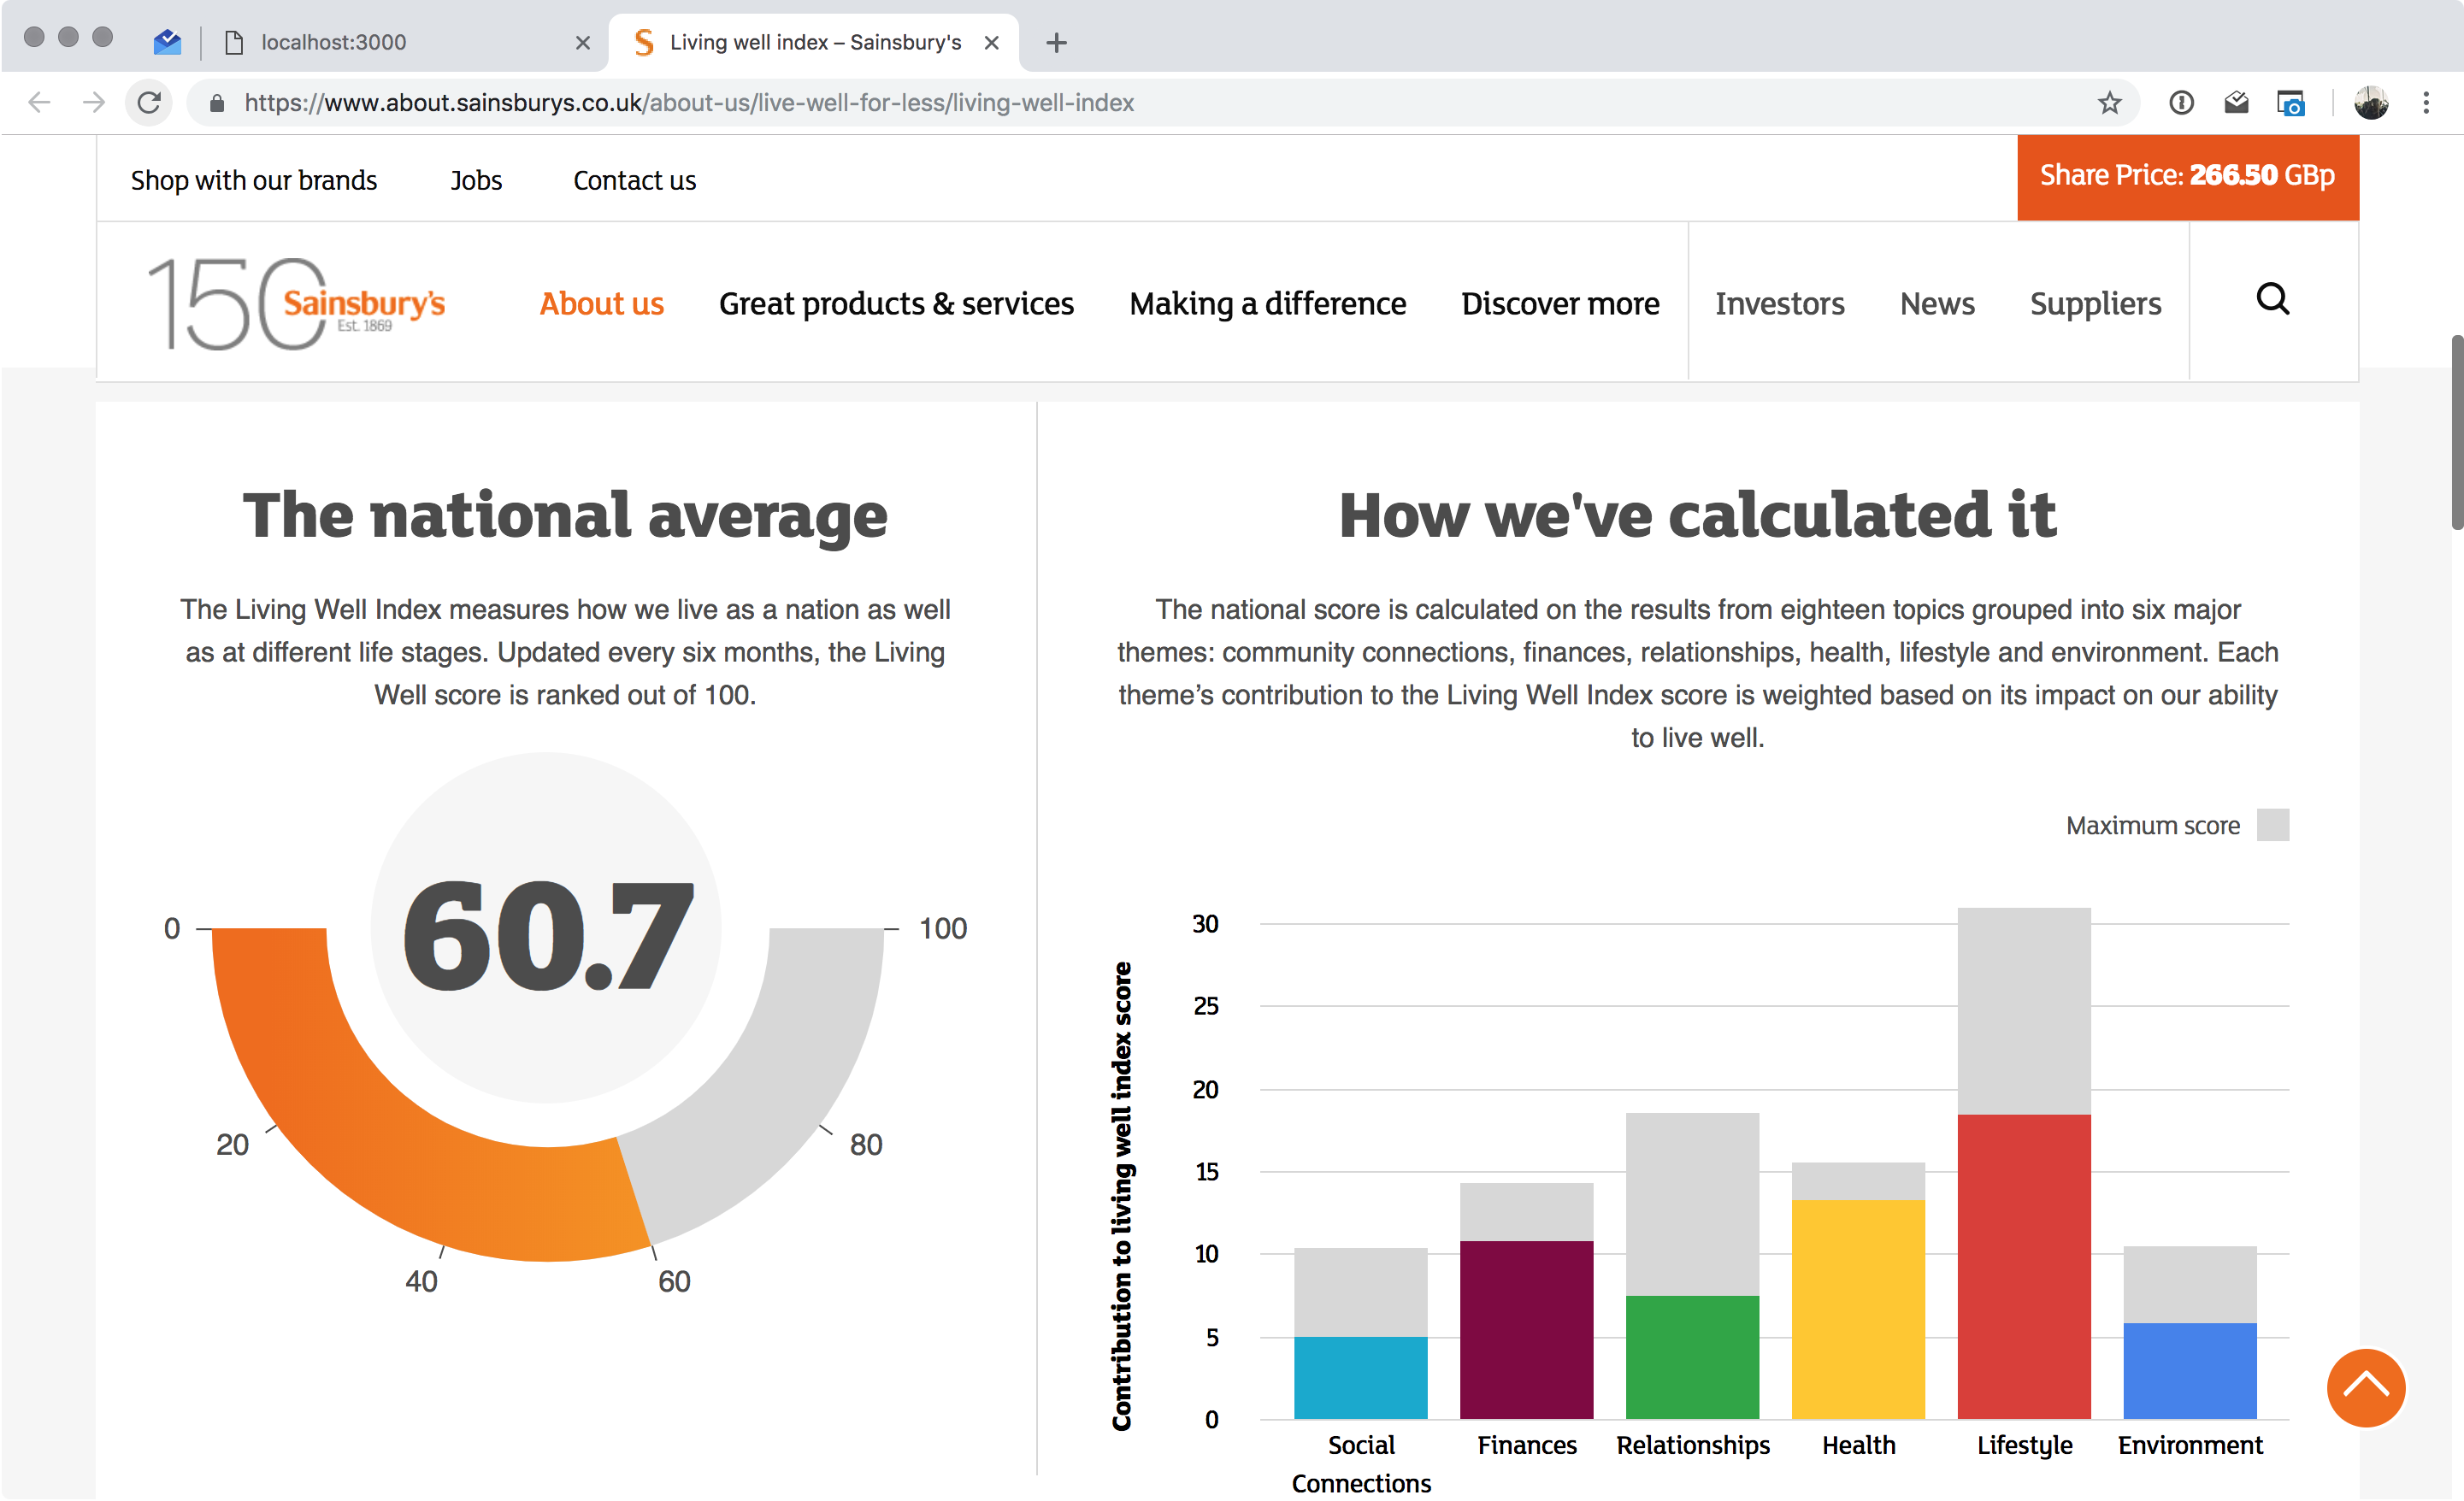 localhost:3000
Living well index – Sainsbury's
https://www.about.sainsburys.co.uk/about-us/live-well-for-less/living-well-index
Shop with our brands Jobs Contact us
Share Price: 266.50 GBp
150 Sainsbury's
Est. 1869
About us Great products & services Making a difference Discover more Investors News Suppliers
The national average
The Living Well Index measures how we live as a nation as well
as at different life stages. Updated every six months, the Living
Well score is ranked out of 100.
60.7
0
100
20
80
40
60
How we've calculated it
The national score is calculated on the results from eighteen topics grouped into six major
themes: community connections, finances, relationships, health, lifestyle and environment. Each
theme’s contribution to the Living Well Index score is weighted based on its impact on our ability
to live well.
Maximum score
Contribution to living well index score
30
25
20
15
10
5
0
Social
Connections
Finances
Relationships
Health
Lifestyle
Environment